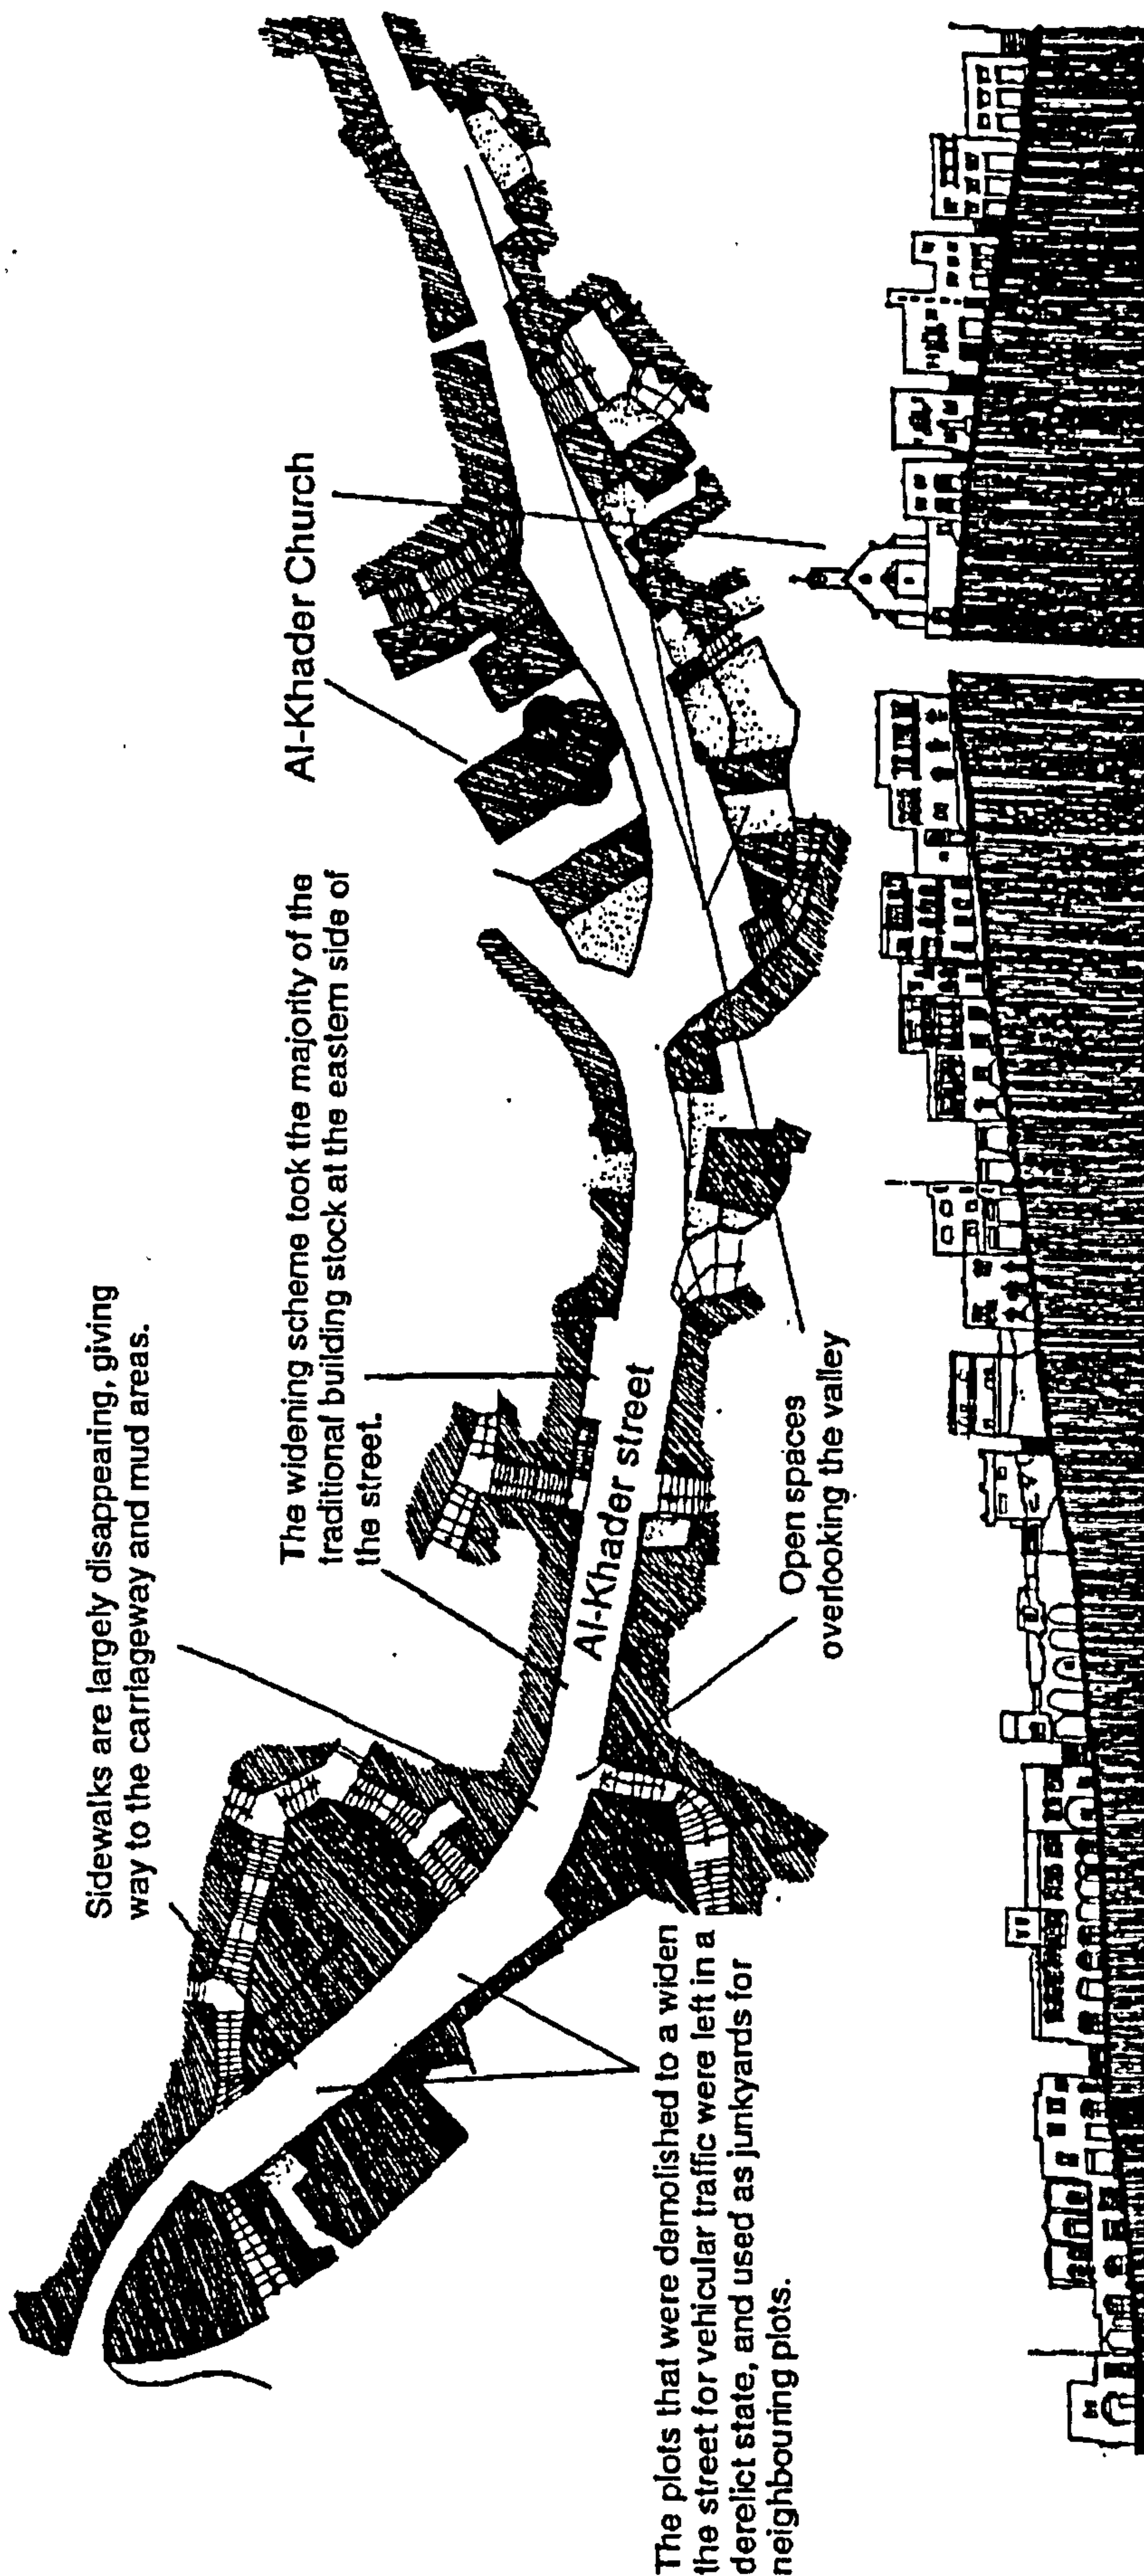 Sidewalks are largely disappearing, giving
way to the carriageway and mud areas.
The widening scheme took the majority of the
traditional building stock at the eastern side of
the street.
Al-Khader Church
Al-Khader street
Open spaces
overlooking the valley
The plots that were demolished to a widen
the street for vehicular traffic were left in a
derelict state, and used as junkyards for
neighbouring plots.